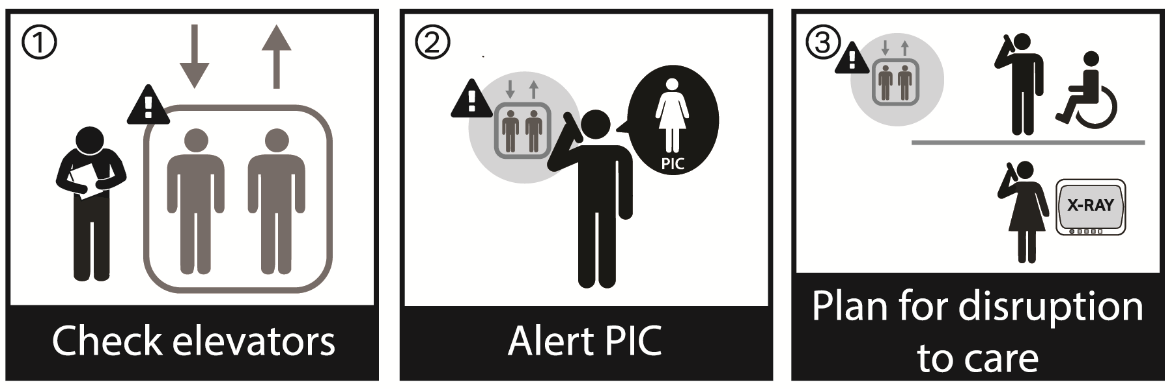 ①
Check elevators
②
PIC
Alert PIC
③
X-RAY
Plan for disruption
to care